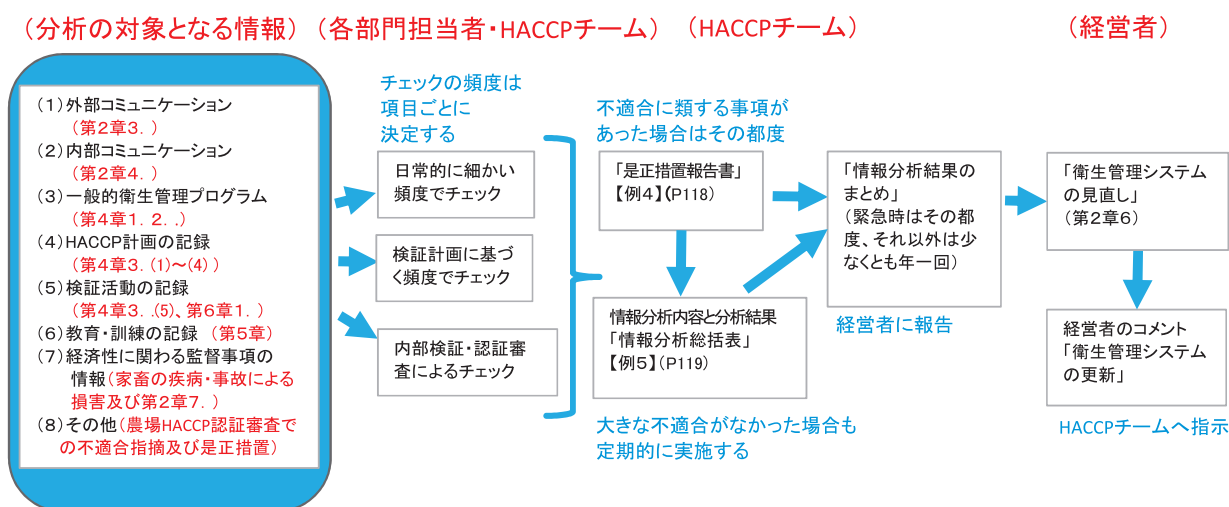 （分析の対象となる情報）
（各部門担当者・HACCPチーム）
（HACCPチーム）
（経営者）
（1）外部コミュニケーション
（第2章3．）
（2）内部コミュニケーション
（第2章4．）
（3）一般的衛生管理プログラム
（第4章1．2．．）
（4）HACCP計画の記録
（第4章3．（1）～（4））
（5）検証活動の記録
（第4章3．．（5）、第6章1．）
（6）教育・訓練の記録（第5章）
（7）経済性に関わる監督事項の
情報（家畜の疾病・事故による
損害及び第2章7．）
（8）その他（農場HACCP認証審査で
の不適合指摘及び是正措置）
チェックの頻度は
項目ごとに
決定する
日常的に細かい
頻度でチェック
検証計画に基づ
く頻度でチェック
内部検証・認証審
査によるチェック
不適合に類する事項が
あった場合はその都度
「是正措置報告書」
【例4】（P118）
情報分析内容と分析結果
「情報分析総括表」
【例5】（P119）
大きな不適合がなかった場合も
定期的に実施する
「情報分析結果の
まとめ」
（緊急時はその都
度、それ以外は少
なくとも年一回）
経営者に報告
「衛生管理システム
の見直し」
（第2章6）
経営者のコメント
「衛生管理システム
の更新」
HACCPチームへ指示